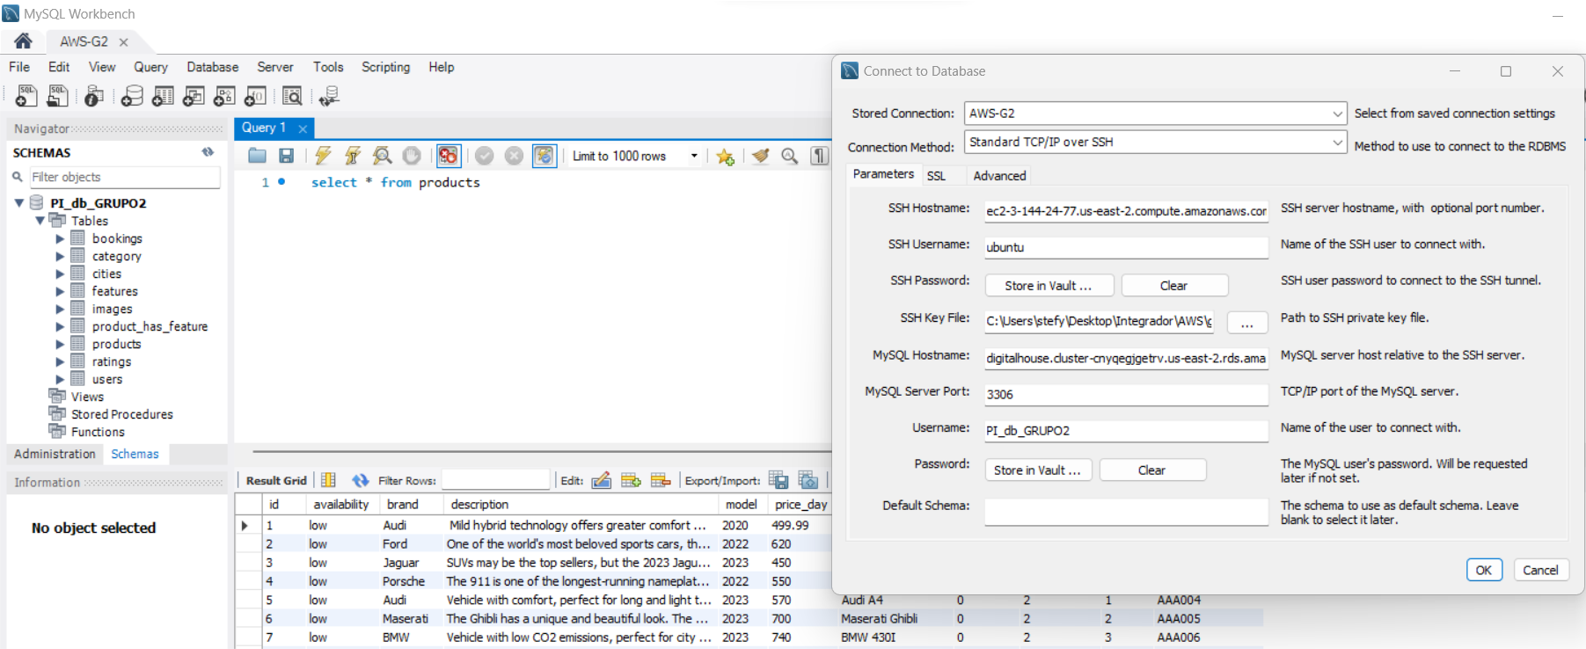 MySQL Workbench
AWS-G2
File Edit View Query Database Server Tools Scripting Help
Navigator
SCHEMAS
Filter objects
PI_db_GRUPO2
Tables
bookings
category
cities
features
images
product_has_feature
products
ratings
users
Views
Stored Procedures
Functions
Administration Schemas
Information
No object selected
Query 1
Limit to 1000 rows
1 select * from products
Result Grid Filter Rows: Edit: Export/Import:
id availability brand description model price_day
1 low Audi Mild hybrid technology offers greater comfort ... 2020 499.99
2 low Ford One of the world's most beloved sports cars, th... 2022 620
3 low Jaguar SUVs may be the top sellers, but the 2023 Jagu... 2023 450
4 low Porsche The 911 is one of the longest-running nameplat... 2022 550
5 low Audi Vehicle with comfort, perfect for long and light t... 2023 570 Audi A4 0 2 1 AAA004
6 low Maserati The Ghibli has a unique and beautiful look. The ... 2023 700 Maserati Ghibli 0 2 2 AAA005
7 low BMW Vehicle with low CO2 emissions, perfect for city ... 2023 740 BMW 430I 0 2 3 AAA006
Connect to Database
Stored Connection: AWS-G2 Select from saved connection settings
Connection Method: Standard TCP/IP over SSH Method to use to connect to the RDBMS
Parameters SSL Advanced
SSH Hostname: ec2-3-144-24-77.us-east-2.compute.amazonaws.cor SSH server hostname, with optional port number.
SSH Username: ubuntu Name of the SSH user to connect with.
SSH Password: Store in Vault ... Clear SSH user password to connect to the SSH tunnel.
SSH Key File: C:\Users\stefy\Desktop\Integrador\AWS\g ... Path to SSH private key file.
MySQL Hostname: digitalhouse.cluster-cnyqegjgetrv.us-east-2.rds.ama MySQL server host relative to the SSH server.
MySQL Server Port: 3306 TCP/IP port of the MySQL server.
Username: PI_db_GRUPO2 Name of the user to connect with.
Password: Store in Vault ... Clear The MySQL user's password. Will be requested
later if not set.
Default Schema: The schema to use as default schema. Leave
blank to select it later.
OK Cancel